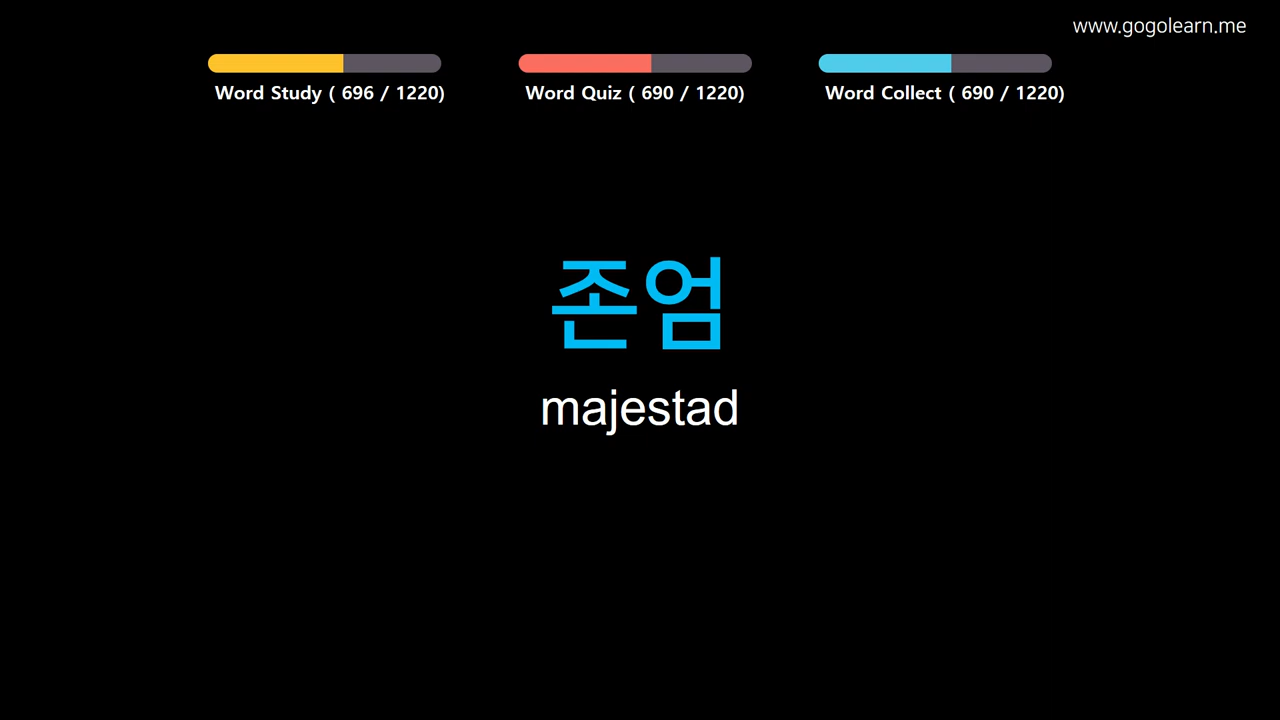 www.gogolearn.me
Word Study ( 696 / 1220)
Word Quiz ( 690 / 1220)
Word Collect ( 690 / 1220)
존엄
majestad